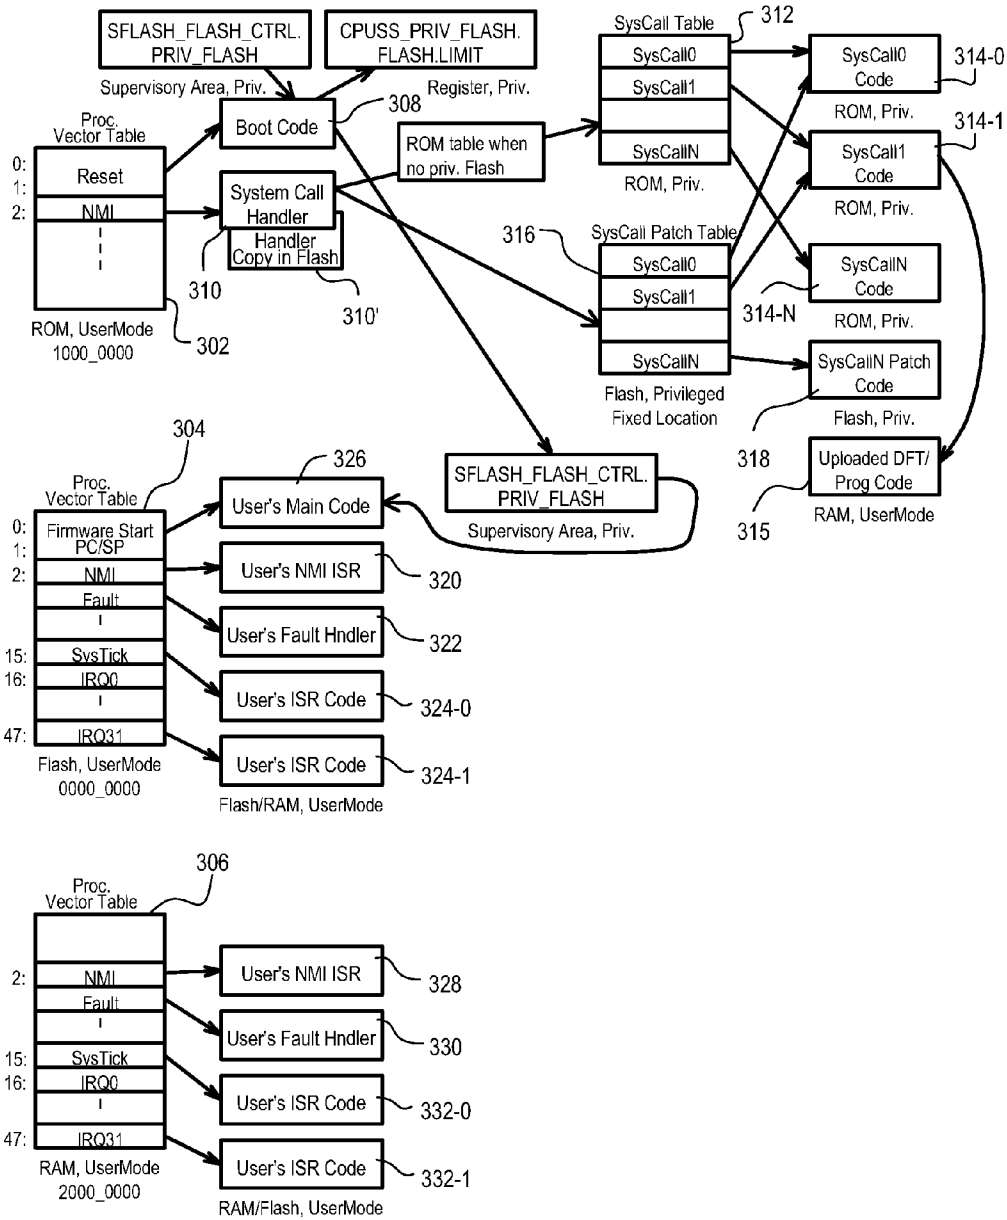 SFLASH_FLASH_CTRL.
PRIV_FLASH
Supervisory Area, Priv.
CPUSS_PRIV_FLASH.
FLASH.LIMIT
Register, Priv.
308
Boot Code
Proc.
Vector Table
0:
1:
2:
Reset
NMI
ROM, UserMode
1000_0000
302
System Call
Handler
Handler
Copy in Flash
310
310'
ROM table when
no priv. Flash
SysCall Table
312
SysCall0
SysCall1
SysCallN
ROM, Priv.
SysCall0
Code
314-0
ROM, Priv.
SysCall1
Code
314-1
ROM, Priv.
316
SysCall Patch Table
SysCall0
SysCall1
SysCallN
Flash, Privileged
Fixed Location
SysCallN
Code
314-N
ROM, Priv.
SysCallN Patch
Code
318
Flash, Priv.
Uploaded DFT/
Prog Code
315
RAM, UserMode
SFLASH_FLASH_CTRL.
PRIV_FLASH
Supervisory Area, Priv.
304
Proc.
Vector Table
0:
1:
2:
15:
16:
47:
Firmware Start
PC/SP
NMI
Fault
SysTick
IRQ0
IRQ31
Flash, UserMode
0000_0000
326
User's Main Code
User's NMI ISR
320
User's Fault Hndler
322
User's ISR Code
324-0
User's ISR Code
324-1
Flash/RAM, UserMode
306
Proc.
Vector Table
2:
15:
16:
47:
NMI
Fault
SysTick
IRQ0
IRQ31
RAM, UserMode
2000_0000
User's NMI ISR
328
User's Fault Hndler
330
User's ISR Code
332-0
User's ISR Code
332-1
RAM/Flash, UserMode